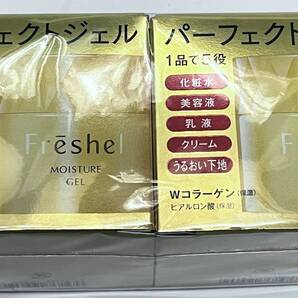 ェクトジェル
Frēshel
MOISTURE
GEL
パーフェクト
1品で5役
化粧水
美容液
乳液
クリーム
うるおい下地
Wコラーゲン(保湿)
ヒアルロン酸(保湿)
F